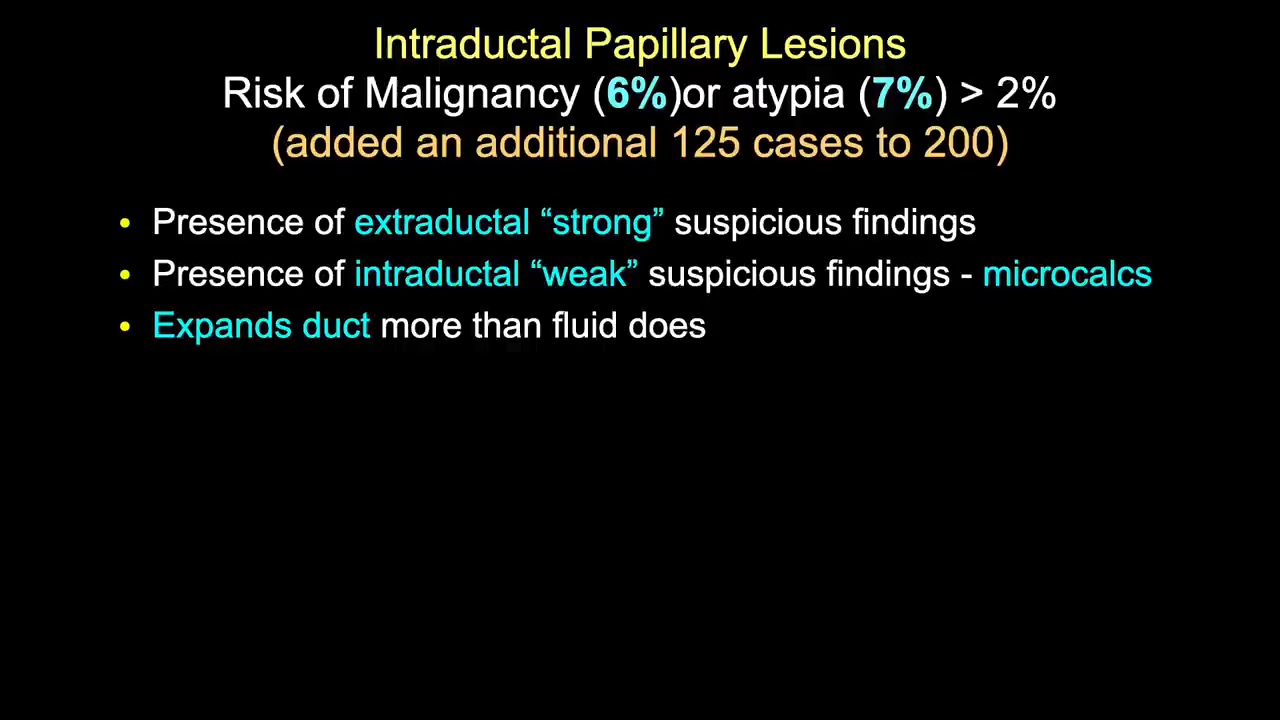 Intraductal Papillary Lesions
Risk of Malignancy (6%)or atypia (7%) > 2%
(added an additional 125 cases to 200)
• Presence of extraductal “strong” suspicious findings
• Presence of intraductal “weak” suspicious findings - microcalcs
• Expands duct more than fluid does